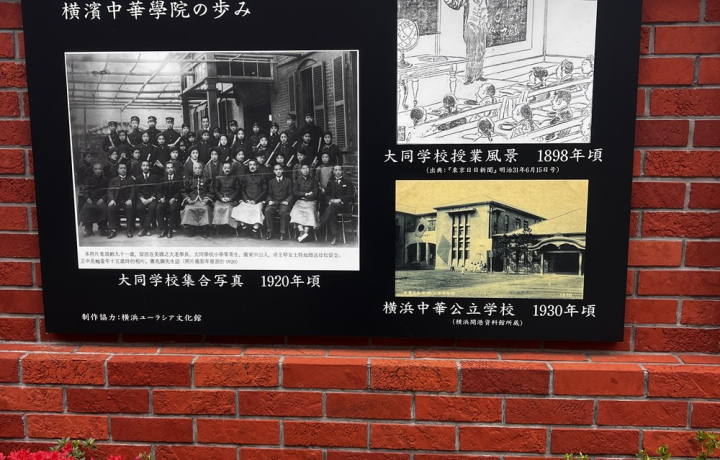 横濱中華學院の歩み
大同学校授業風景　1898年頃
(出典:『東京日日新聞』明治31年6月15日号)
大同学校集合写真　1920年頃
横浜中華公立学校　1930年頃
(横浜開港資料館所蔵)
制作協力:横浜ユーラシア文化館